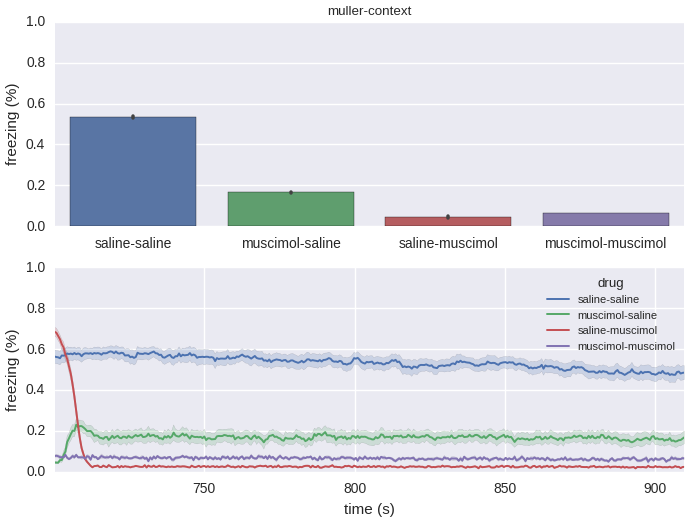 muller-context
freezing (%)
1.0
0.8
0.6
0.4
0.2
0.0
saline-saline muscimol-saline saline-muscimol muscimol-muscimol
freezing (%)
1.0
0.8
0.6
0.4
0.2
0.0
drug
saline-saline
muscimol-saline
saline-muscimol
muscimol-muscimol
750 800 850 900
time (s)